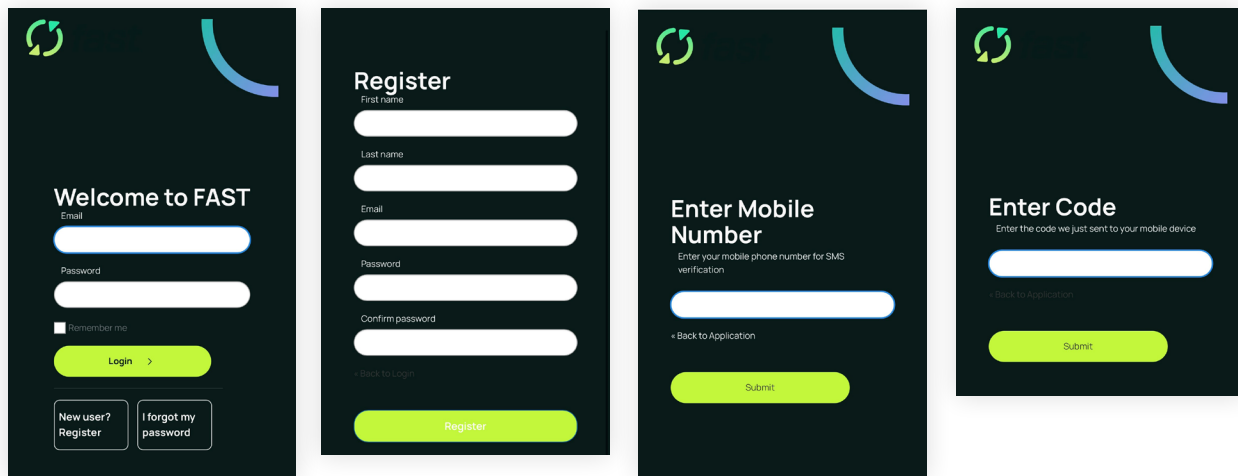 Welcome to FAST
Email
Password
Remember me
Login
New user?
Register
I forgot my
password
Register
First name
Last name
Email
Password
Confirm password
« Back to Login
Register
Enter Mobile
Number
Enter your mobile phone number for SMS
verification
« Back to Application
Submit
Enter Code
Enter the code we just sent to your mobile device
« Back to Application
Submit